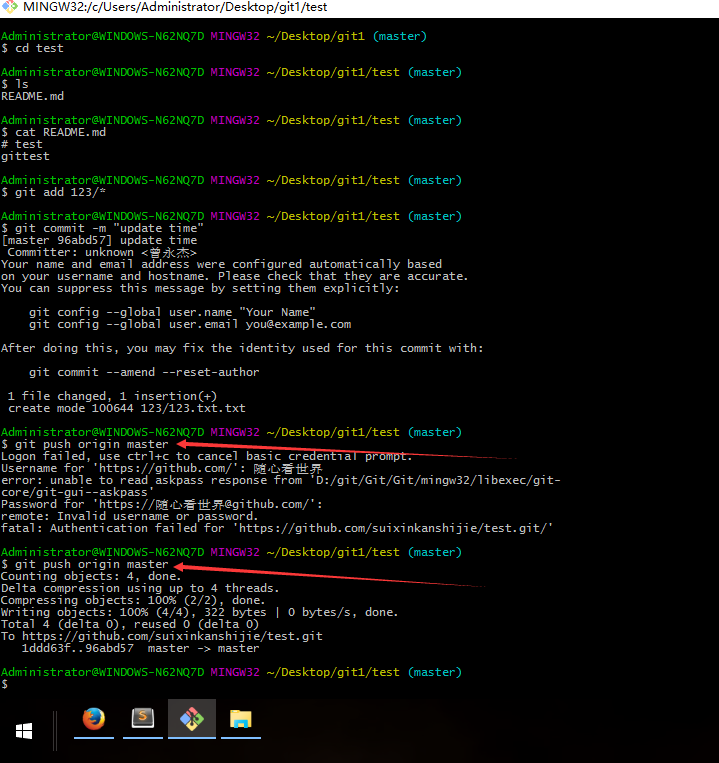 MINGW32:/c/Users/Administrator/Desktop/git1/test
Administrator@WINDOWS-N62NQ7D MINGW32 ~/Desktop/git1 (master)
$ cd test
Administrator@WINDOWS-N62NQ7D MINGW32 ~/Desktop/git1/test (master)
$ ls
README.md
Administrator@WINDOWS-N62NQ7D MINGW32 ~/Desktop/git1/test (master)
$ cat README.md
# test
gittest
Administrator@WINDOWS-N62NQ7D MINGW32 ~/Desktop/git1/test (master)
$ git add 123/*
Administrator@WINDOWS-N62NQ7D MINGW32 ~/Desktop/git1/test (master)
$ git commit -m "update time"
[master 96abd57] update time
Committer: unknown <曾永杰>
Your name and email address were configured automatically based
on your username and hostname. Please check that they are accurate.
You can suppress this message by setting them explicitly:
git config --global user.name "Your Name"
git config --global user.email you@example.com
After doing this, you may fix the identity used for this commit with:
git commit --amend --reset-author
1 file changed, 1 insertion(+)
create mode 100644 123/123.txt.txt
Administrator@WINDOWS-N62NQ7D MINGW32 ~/Desktop/git1/test (master)
$ git push origin master
Logon failed, use ctrl+c to cancel basic credential prompt.
Username for 'https://github.com/': 随心看世界
error: unable to read askpass response from 'D:/git/Git/Git/mingw32/libexec/git-
core/git-gui--askpass'
Password for 'https://随心看世界@github.com/':
remote: Invalid username or password.
fatal: Authentication failed for 'https://github.com/suixinkanshijie/test.git/'
Administrator@WINDOWS-N62NQ7D MINGW32 ~/Desktop/git1/test (master)
$ git push origin master
Counting objects: 4, done.
Delta compression using up to 4 threads.
Compressing objects: 100% (2/2), done.
Writing objects: 100% (4/4), 322 bytes | 0 bytes/s, done.
Total 4 (delta 0), reused 0 (delta 0)
To https://github.com/suixinkanshijie/test.git
1ddd63f..96abd57  master -> master
Administrator@WINDOWS-N62NQ7D MINGW32 ~/Desktop/git1/test (master)
$